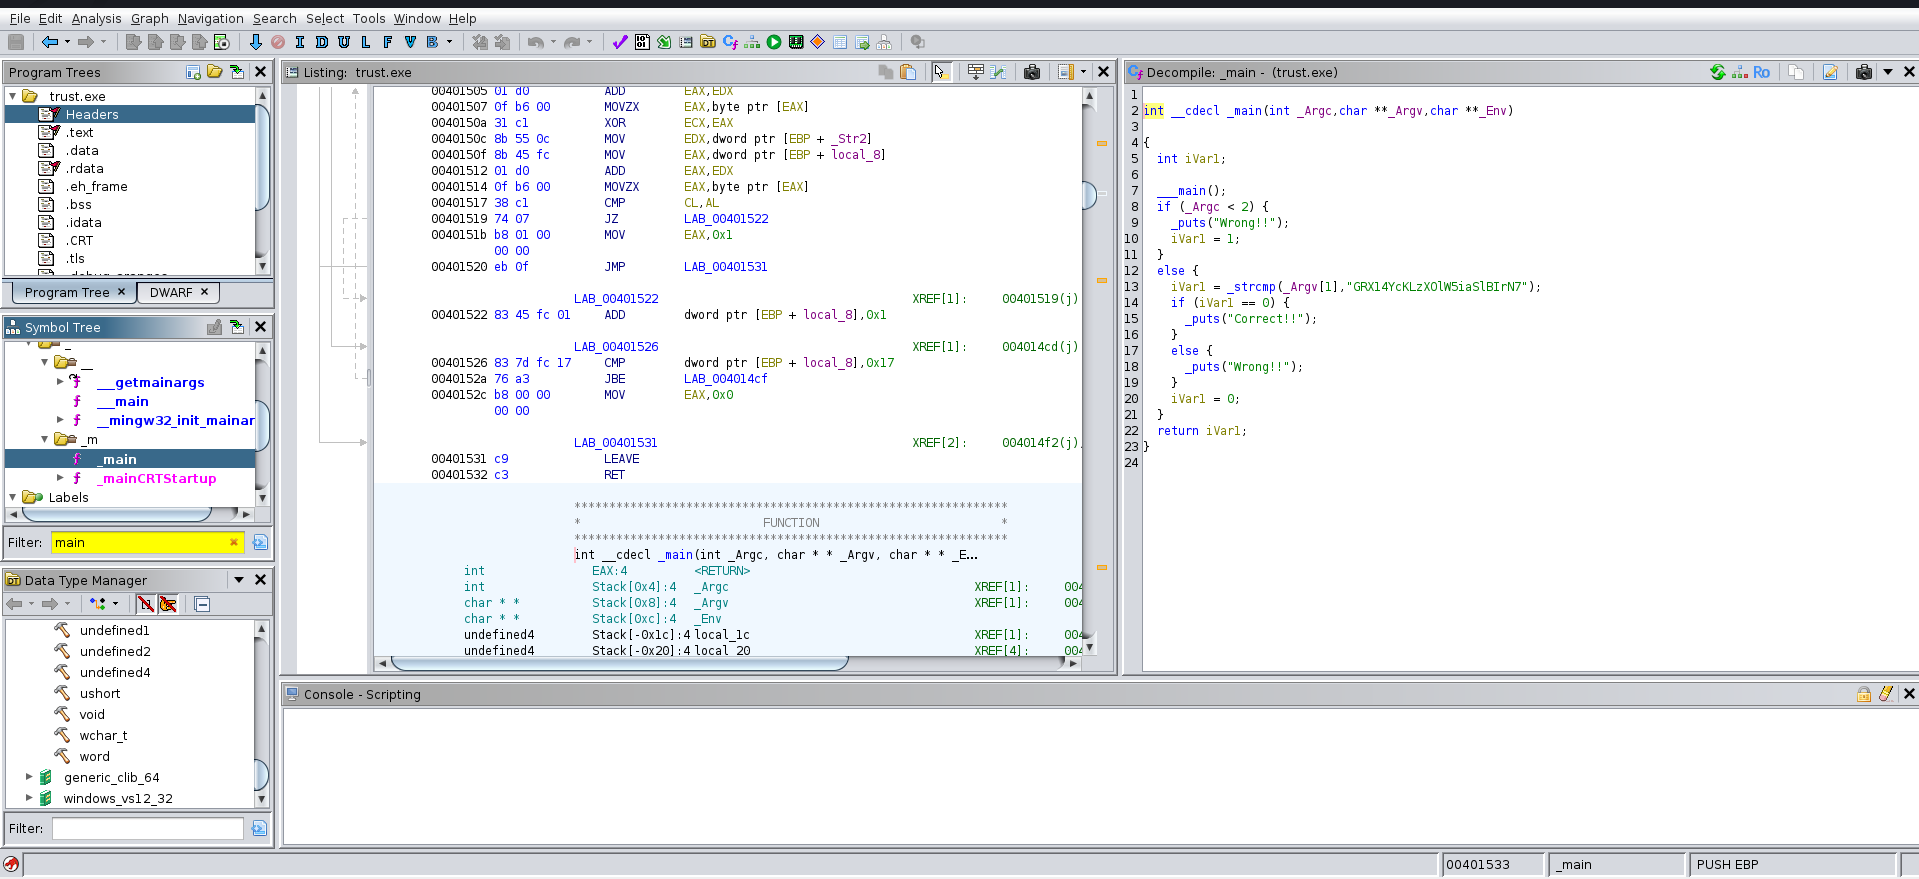 File Edit Analysis Graph Navigation Search Select Tools Window Help
I D U L F V B
Program Trees
trust.exe
Headers
.text
.data
.rdata
.eh_frame
.bss
.idata
.CRT
.tls
Program Tree × DWARF ×
Symbol Tree
__
__getmainargs
___main
__mingw32_init_mainar
_m
_main
_mainCRTStartup
Labels
Filter: main
Data Type Manager
undefined1
undefined2
undefined4
ushort
void
wchar_t
word
generic_clib_64
windows_vs12_32
Filter:
Listing: trust.exe
00401505 01 d0 ADD EAX,EDX
00401507 0f b6 00 MOVZX EAX,byte ptr [EAX]
0040150a 31 c1 XOR ECX,EAX
0040150c 8b 55 0c MOV EDX,dword ptr [EBP + _Str2]
0040150f 8b 45 fc MOV EAX,dword ptr [EBP + local_8]
00401512 01 d0 ADD EAX,EDX
00401514 0f b6 00 MOVZX EAX,byte ptr [EAX]
00401517 38 c1 CMP CL,AL
00401519 74 07 JZ LAB_00401522
0040151b b8 01 00 MOV EAX,0x1
00 00
00401520 eb 0f JMP LAB_00401531
LAB_00401522 XREF[1]: 00401519(j)
00401522 83 45 fc 01 ADD dword ptr [EBP + local_8],0x1
LAB_00401526 XREF[1]: 004014cd(j)
00401526 83 7d fc 17 CMP dword ptr [EBP + local_8],0x17
0040152a 76 a3 JBE LAB_004014cf
0040152c b8 00 00 MOV EAX,0x0
00 00
LAB_00401531 XREF[2]: 004014f2(j)
00401531 c9 LEAVE
00401532 c3 RET
**************************************************************
* FUNCTION *
**************************************************************
int __cdecl _main(int _Argc, char * * _Argv, char * * _E...
int EAX:4 <RETURN>
int Stack[0x4]:4 _Argc XREF[1]: 004
char * * Stack[0x8]:4 _Argv XREF[1]: 004
char * * Stack[0xc]:4 _Env
undefined4 Stack[-0x1c]:4 local_1c XREF[1]: 004
undefined4 Stack[-0x20]:4 local_20 XREF[4]: 004
Decompile: _main - (trust.exe)
Ro
1
2 int __cdecl _main(int _Argc,char **_Argv,char **_Env)
3
4 {
5 int iVar1;
6
7 ___main();
8 if (_Argc < 2) {
9 _puts("Wrong!!");
10 iVar1 = 1;
11 }
12 else {
13 iVar1 = _strcmp(_Argv[1],"GRX14YcKLzXOlW5iaSlBIrN7");
14 if (iVar1 == 0) {
15 _puts("Correct!!");
16 }
17 else {
18 _puts("Wrong!!");
19 }
20 iVar1 = 0;
21 }
22 return iVar1;
23 }
24
Console - Scripting
00401533 _main PUSH EBP